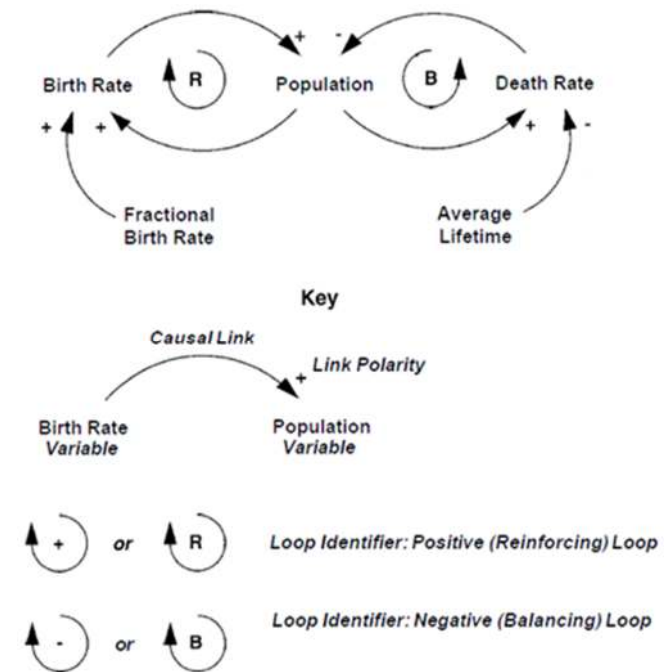 + -
Birth Rate R Population B Death Rate
+ + + -
Fractional
Birth Rate
Average
Lifetime
Key
Causal Link
+ Link Polarity
Birth Rate
Variable
Population
Variable
+ or R Loop Identifier: Positive (Reinforcing) Loop
- or B Loop Identifier: Negative (Balancing) Loop